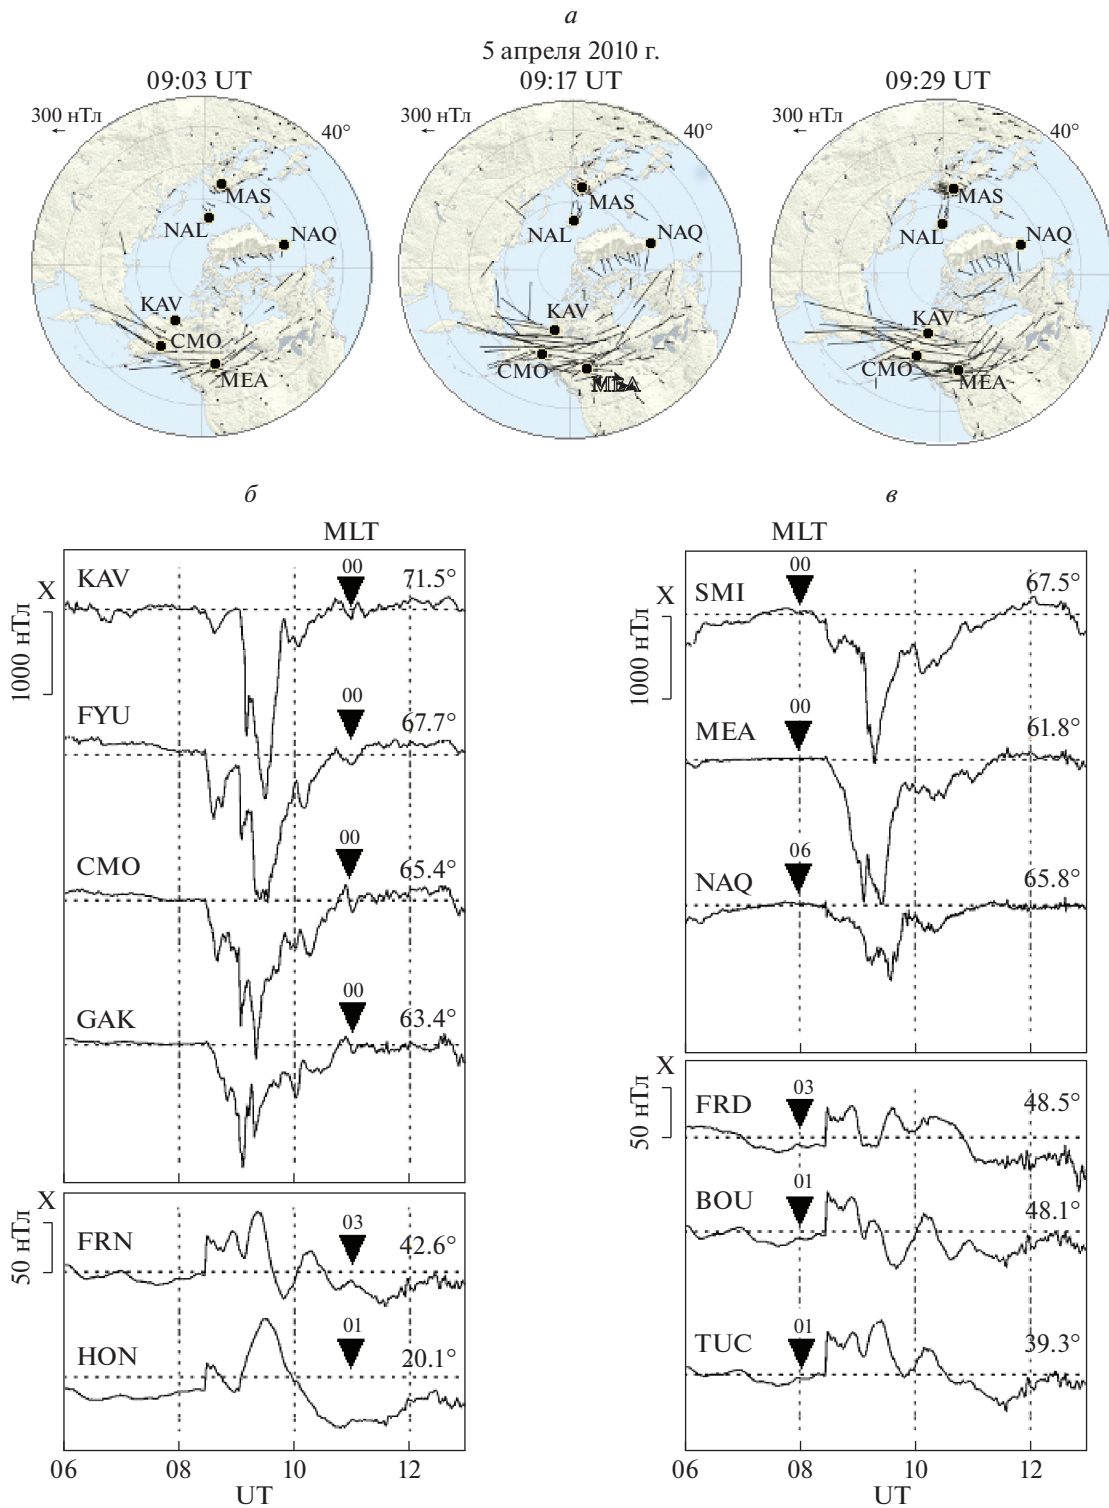 а
5 апреля 2010 г.
09:03 UT
09:17 UT
09:29 UT
300 нТл
40°
MAS
NAL
NAQ
KAV
CMO
MEA
300 нТл
40°
MAS
NAL
NAQ
KAV
CMO
300 нТл
40°
MAS
NAL
NAQ
KAV
CMO
MEA
б
MLT
X
1000 нТл
KAV
00
71.5°
FYU
00
67.7°
CMO
00
65.4°
GAK
00
63.4°
X
50 нТл
FRN
03
42.6°
HON
01
20.1°
06
08
10
12
UT
в
MLT
X
1000 нТл
SMI
00
67.5°
MEA
00
61.8°
NAQ
06
65.8°
X
50 нТл
FRD
03
48.5°
BOU
01
48.1°
TUC
01
39.3°
06
08
10
12
UT